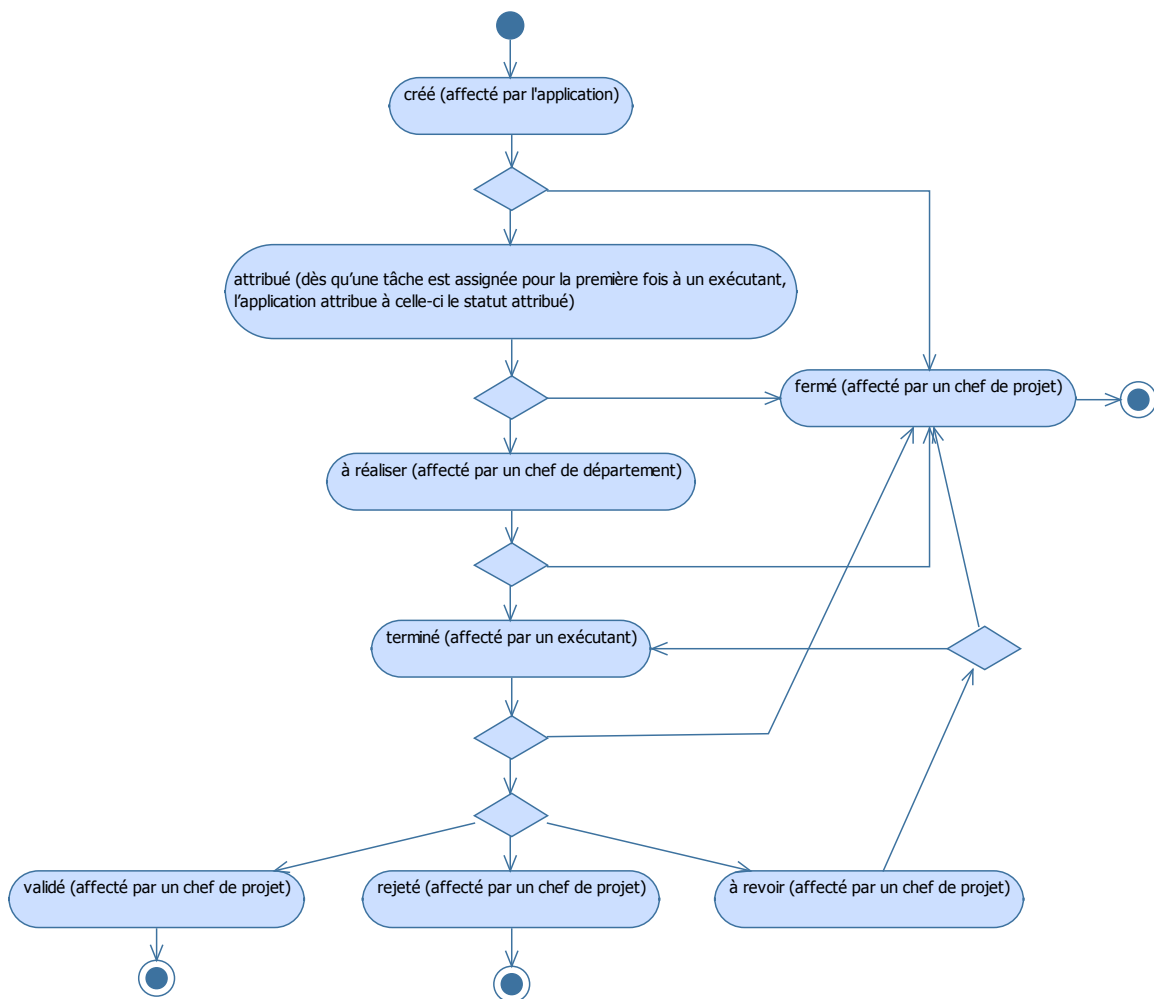 créé (affecté par l'application)
attribué (dès qu’une tâche est assignée pour la première fois à un exécutant,
l’application attribue à celle-ci le statut attribué)
fermé (affecté par un chef de projet)
à réaliser (affecté par un chef de département)
terminé (affecté par un exécutant)
validé (affecté par un chef de projet)
rejeté (affecté par un chef de projet)
à revoir (affecté par un chef de projet)